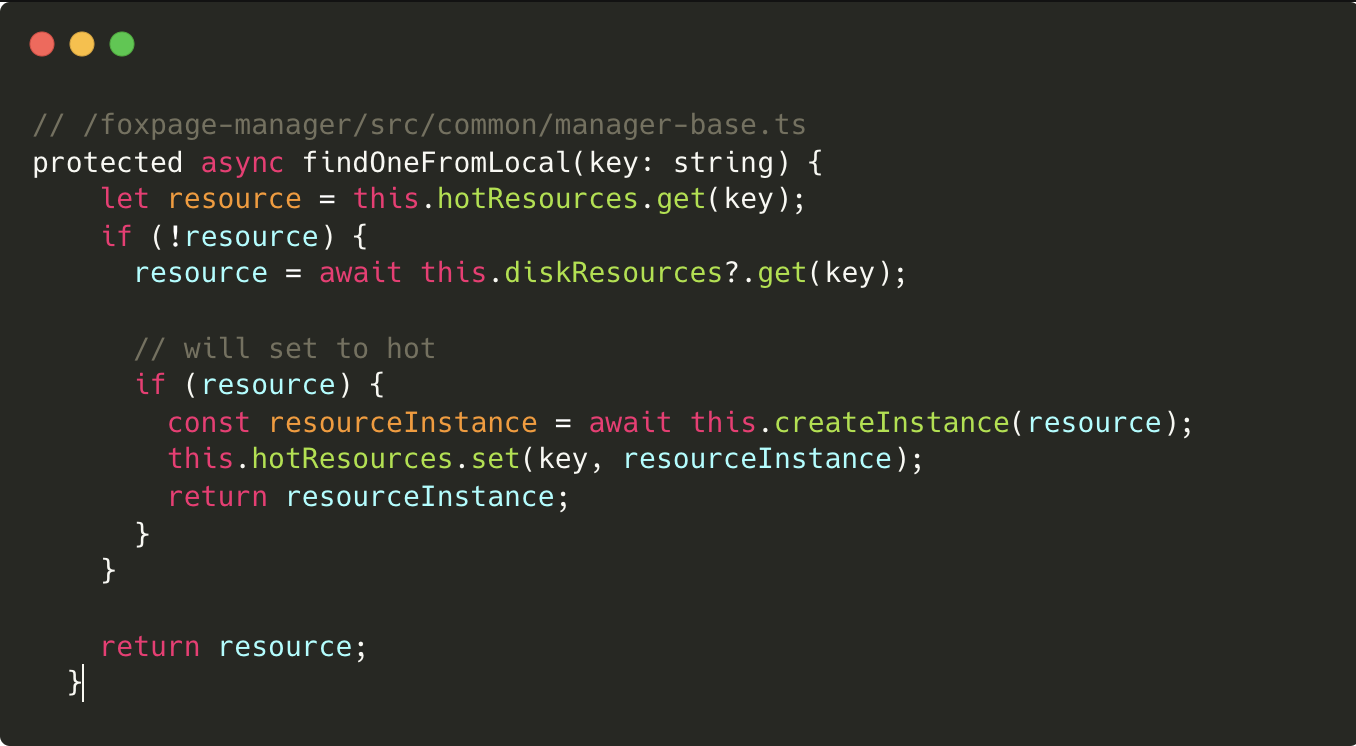 // /foxpage-manager/src/common/manager-base.ts
protected async findOneFromLocal(key: string) {
    let resource = this.hotResources.get(key);
    if (!resource) {
      resource = await this.diskResources?.get(key);

      // will set to hot
      if (resource) {
        const resourceInstance = await this.createInstance(resource);
        this.hotResources.set(key, resourceInstance);
        return resourceInstance;
      }
    }

    return resource;
  }